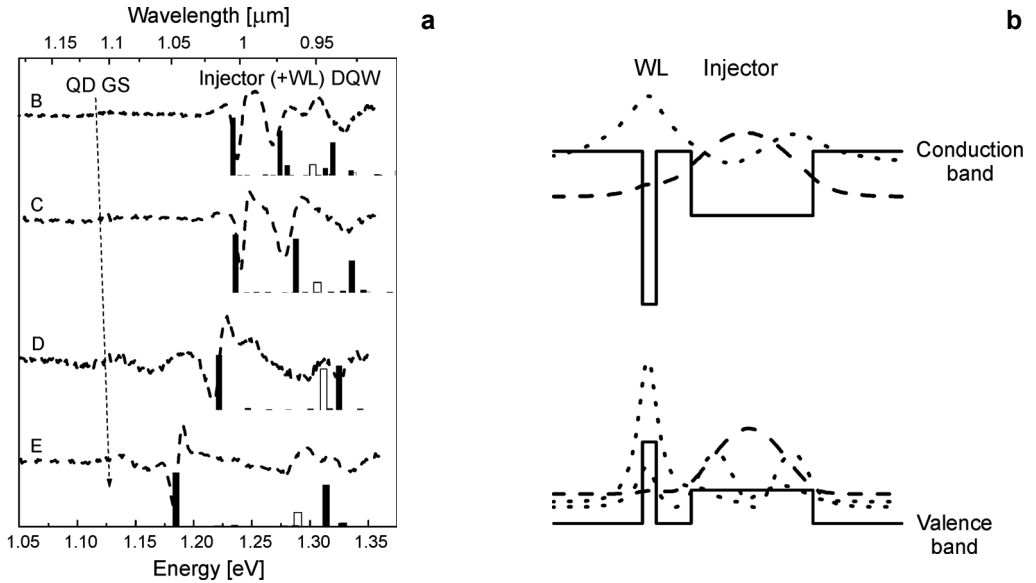 Wavelength [µm]
a
b
1.15 1.1 1.05 1 0.95
QD GS
Injector (+WL) DQW
B
C
D
E
1.05 1.10 1.15 1.20 1.25 1.30 1.35
Energy [eV]
WL
Injector
Conduction
band
Valence
band